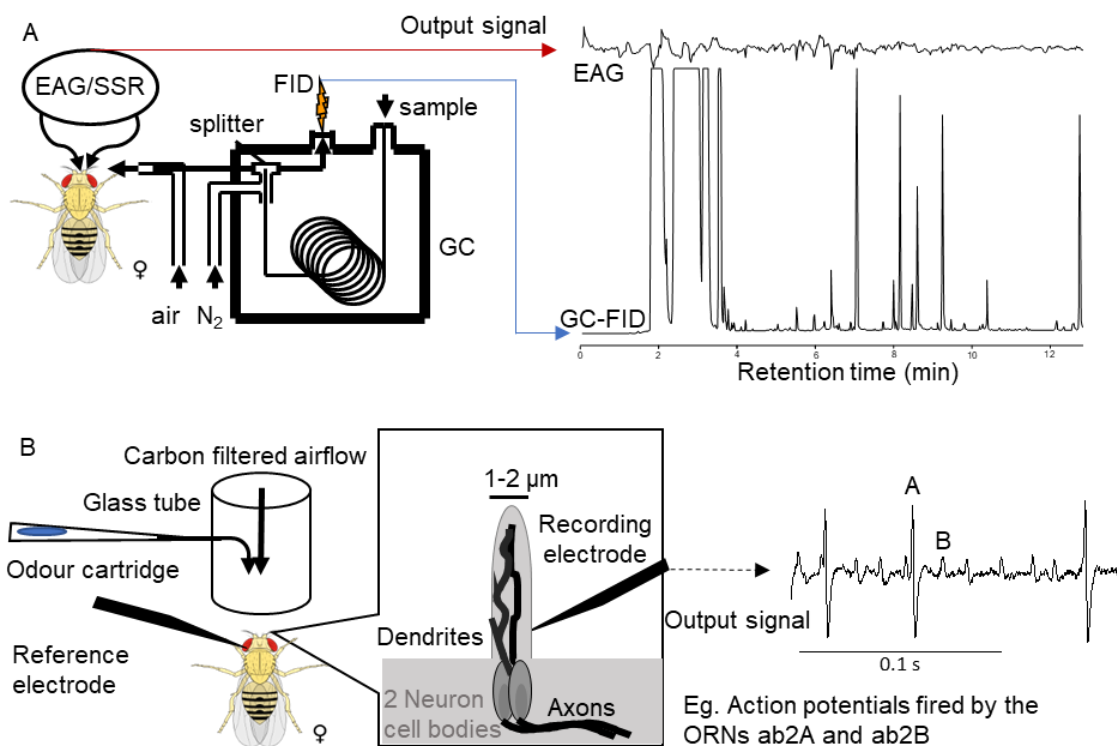 A
Output signal
EAG/SSR
FID
sample
splitter
EAG
GC
♀
air
N2
GC-FID
0
2
4
6
8
10
12
Retention time (min)
B
Carbon filtered airflow
Glass tube
Odour cartridge
Reference
electrode
♀
1-2 µm
Recording
electrode
Dendrites
2 Neuron
cell bodies
Axons
A
B
Output signal
0.1 s
Eg. Action potentials fired by the
ORNs ab2A and ab2B